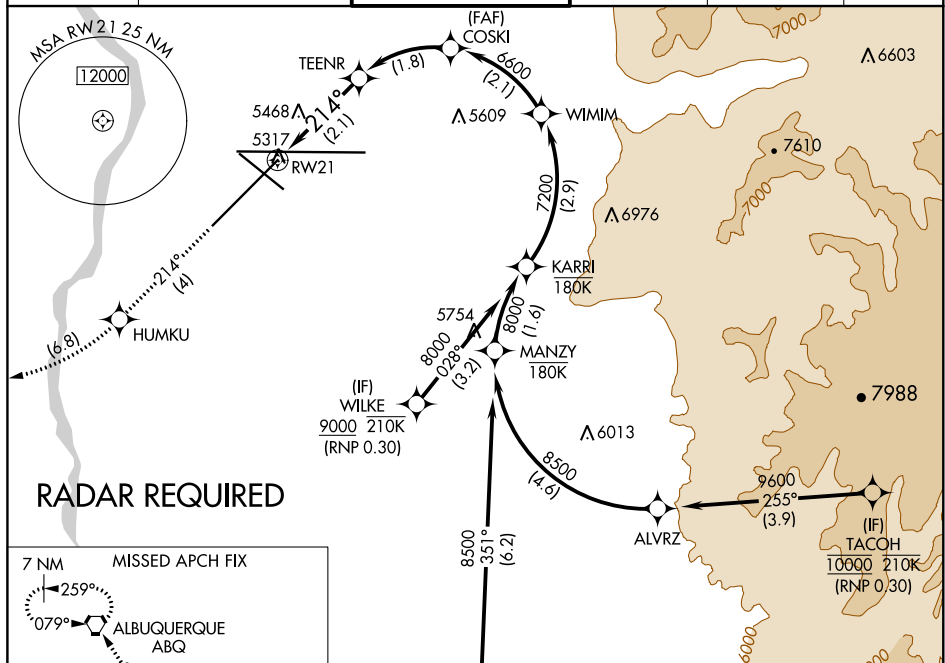 MSA RW 21 25 NM
12000
(FAF)
COSKI
TEENR
(1.8)
6600
(2.1)
7000
6603
5468
214°
(2.1)
5609
WIMIM
5317
RW21
7610
7000
7200
(2.9)
6976
214°
(4)
KARRI
180K
HUMKU
(6.8)
5754
8000
(1.6)
8000
028°
(3.2)
MANZY
180K
(IF)
WILKE
9000 210K
(RNP 0.30)
7988
6013
8500
(4.6)
RADAR REQUIRED
9600
255°
(3.9)
ALVRZ
(IF)
TACOH
10000 210K
(RNP 0.30)
8500
351°
(6.2)
7 NM
MISSED APCH FIX
259°
079°
ALBUQUERQUE
ABQ
6000
6000